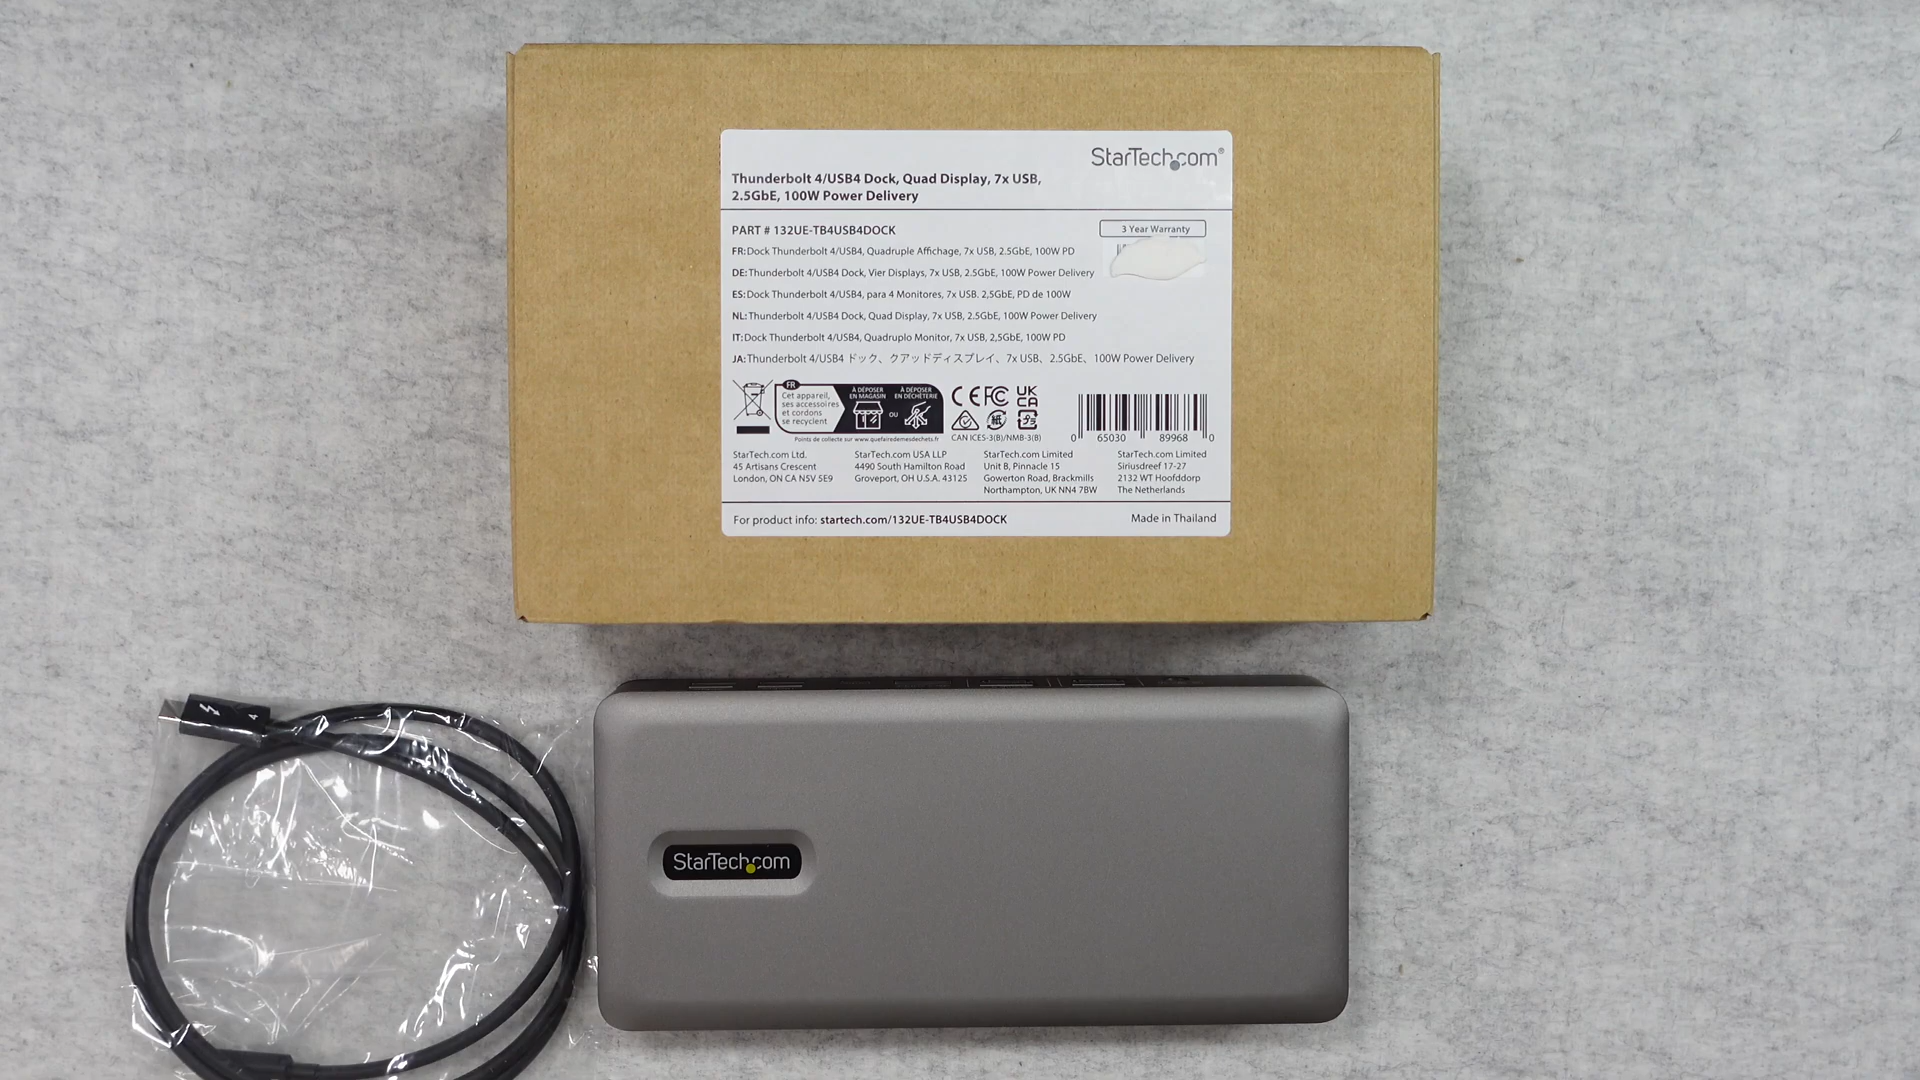 StarTech.com®
Thunderbolt 4/USB4 Dock, Quad Display, 7x USB,
2.5GbE, 100W Power Delivery
PART # 132UE-TB4USB4DOCK
3 Year Warranty
FR: Dock Thunderbolt 4/USB4, Quadruple Affichage, 7x USB, 2.5GbE, 100W PD
DE: Thunderbolt 4/USB4 Dock, Vier Displays, 7x USB, 2.5GbE, 100W Power Delivery
ES: Dock Thunderbolt 4/USB4, para 4 Monitores, 7x USB. 2,5GbE, PD de 100W
NL: Thunderbolt 4/USB4 Dock, Quad Display, 7x USB, 2.5GbE, 100W Power Delivery
IT: Dock Thunderbolt 4/USB4, Quadruplo Monitor, 7x USB, 2,5GbE, 100W PD
JA: Thunderbolt 4/USB4 ドック、クアッドディスプレイ、7x USB、2.5GbE、100W Power Delivery
FR
Cet appareil,
ses accessoires
et cordons
se recyclent
À DÉPOSER
EN MAGASIN
OU
À DÉPOSER
EN DÉCHÈTERIE
Points de collecte sur www.quefairedemesdechets.fr
CE FC UK
CA
紙 プラ
CAN ICES-3(B)/NMB-3(B)
0 65030 89968 0
StarTech.com Ltd.
45 Artisans Crescent
London, ON CA N5V 5E9
StarTech.com USA LLP
4490 South Hamilton Road
Groveport, OH U.S.A. 43125
StarTech.com Limited
Unit B, Pinnacle 15
Gowerton Road, Brackmills
Northampton, UK NN4 7BW
StarTech.com Limited
Siriusdreef 17-27
2132 WT Hoofddorp
The Netherlands
For product info: startech.com/132UE-TB4USB4DOCK
Made in Thailand
4
StarTech.com